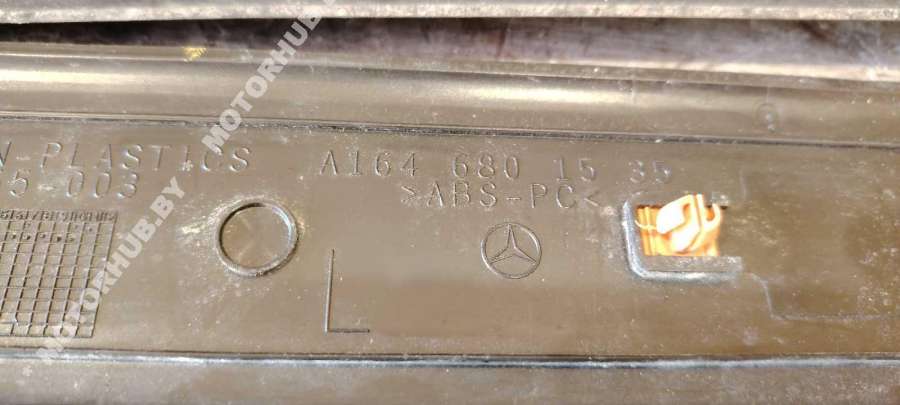 N-PLASTICS A164 680 15 35
5 003 >ABS-PC<
MOTORHUB.BY
MOTORHUB.BY